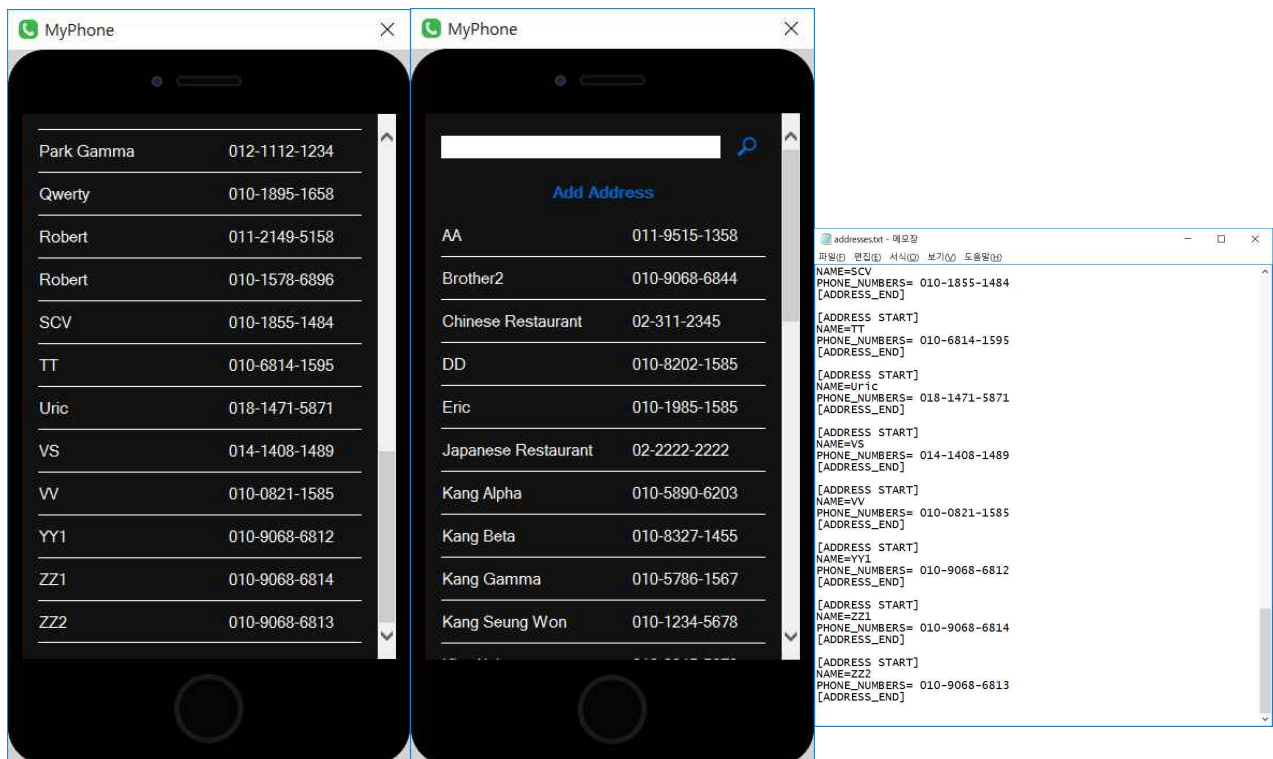 MyPhone
Park Gamma 012-1112-1234
Qwerty 010-1895-1658
Robert 011-2149-5158
Robert 010-1578-6896
SCV 010-1855-1484
TT 010-6814-1595
Uric 018-1471-5871
VS 014-1408-1489
VV 010-0821-1585
YY1 010-9068-6812
ZZ1 010-9068-6814
ZZ2 010-9068-6813
MyPhone
Add Address
AA 011-9515-1358
Brother2 010-9068-6844
Chinese Restaurant 02-311-2345
DD 010-8202-1585
Eric 010-1985-1585
Japanese Restaurant 02-2222-2222
Kang Alpha 010-5890-6203
Kang Beta 010-8327-1455
Kang Gamma 010-5786-1567
Kang Seung Won 010-1234-5678
addresses.txt - 메모장
파일(F) 편집(E) 서식(O) 보기(V) 도움말(H)
NAME=SCV
PHONE_NUMBERS= 010-1855-1484
[ADDRESS_END]
[ADDRESS START]
NAME=TT
PHONE_NUMBERS= 010-6814-1595
[ADDRESS_END]
[ADDRESS START]
NAME=Uric
PHONE_NUMBERS= 018-1471-5871
[ADDRESS_END]
[ADDRESS START]
NAME=VS
PHONE_NUMBERS= 014-1408-1489
[ADDRESS_END]
[ADDRESS START]
NAME=VV
PHONE_NUMBERS= 010-0821-1585
[ADDRESS_END]
[ADDRESS START]
NAME=YY1
PHONE_NUMBERS= 010-9068-6812
[ADDRESS_END]
[ADDRESS START]
NAME=ZZ1
PHONE_NUMBERS= 010-9068-6814
[ADDRESS_END]
[ADDRESS START]
NAME=ZZ2
PHONE_NUMBERS= 010-9068-6813
[ADDRESS_END]